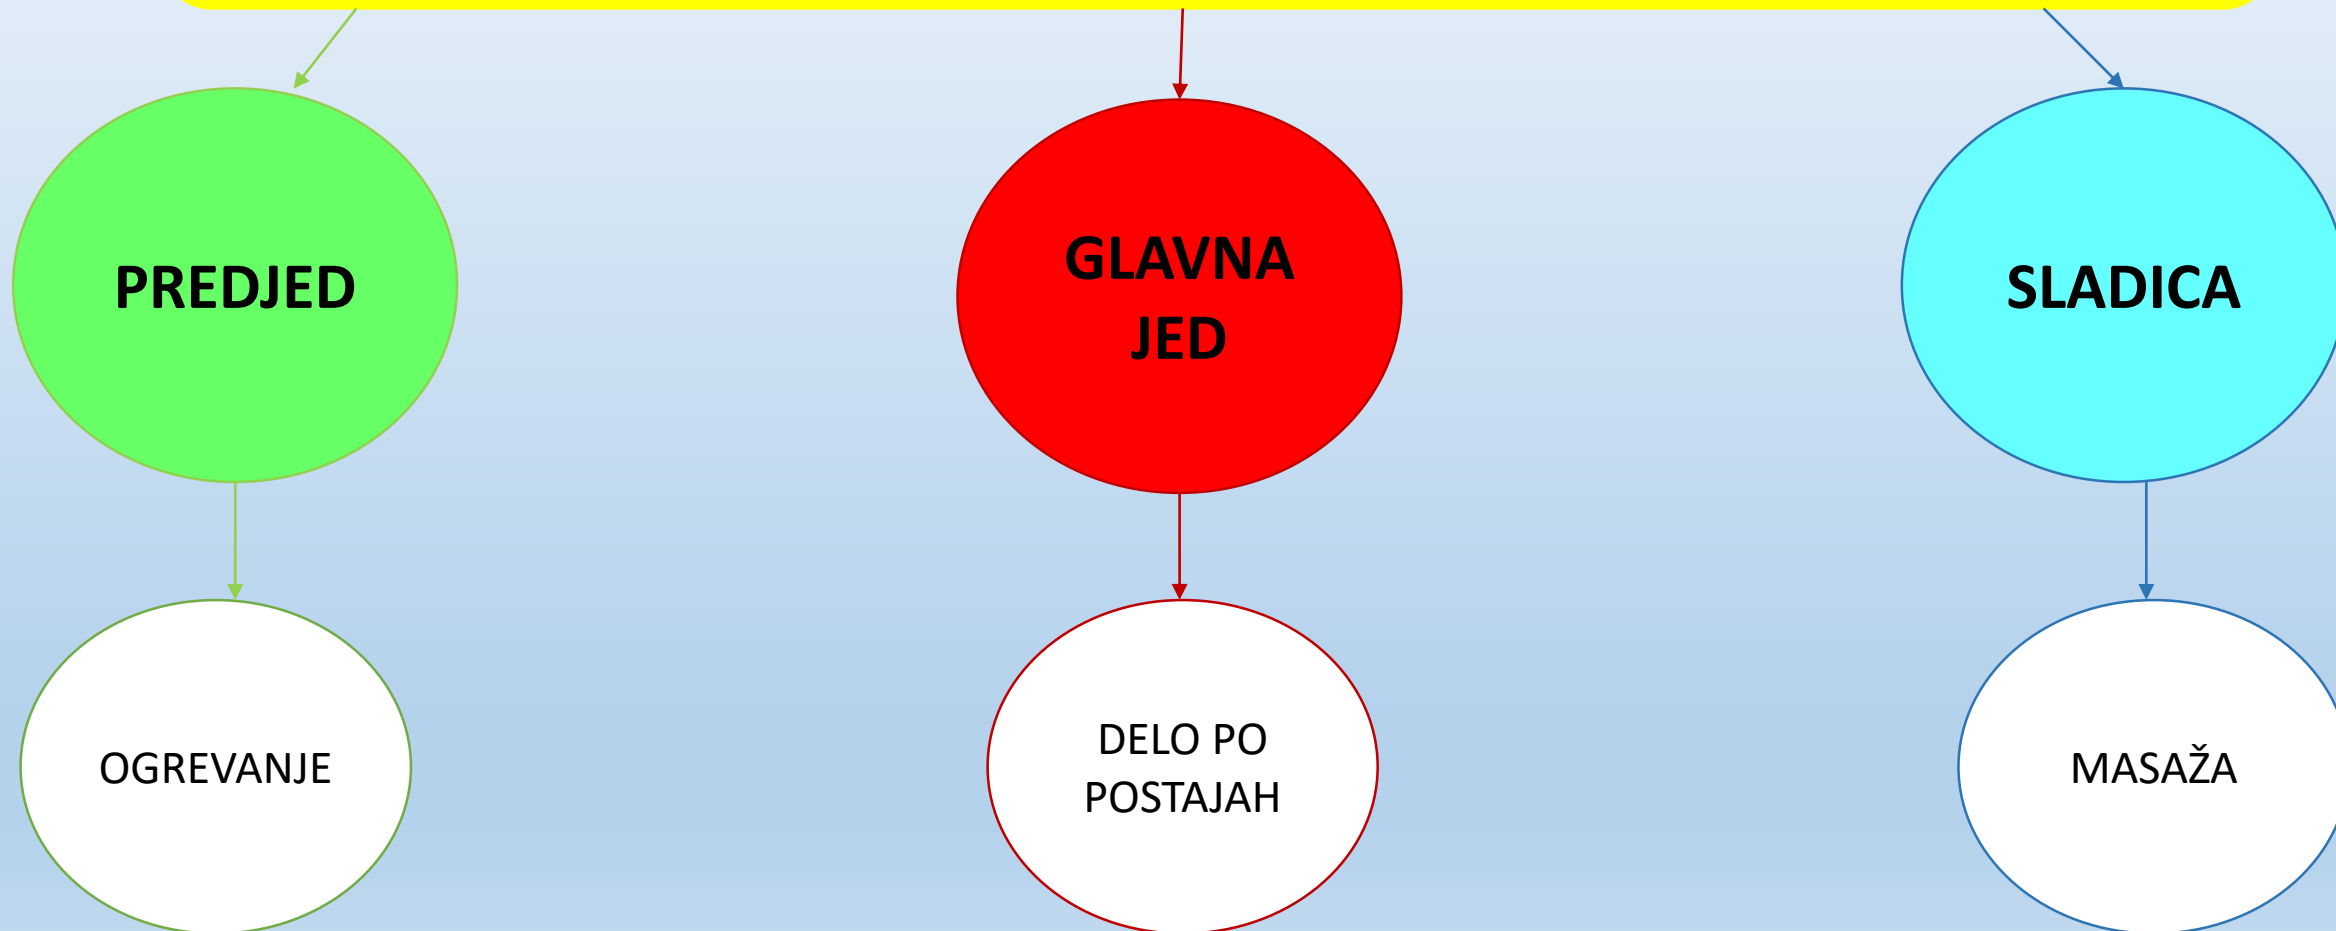 PREDJED
GLAVNA
JED
SLADICA
OGREVANJE
DELO PO
POSTAJAH
MASAŽA